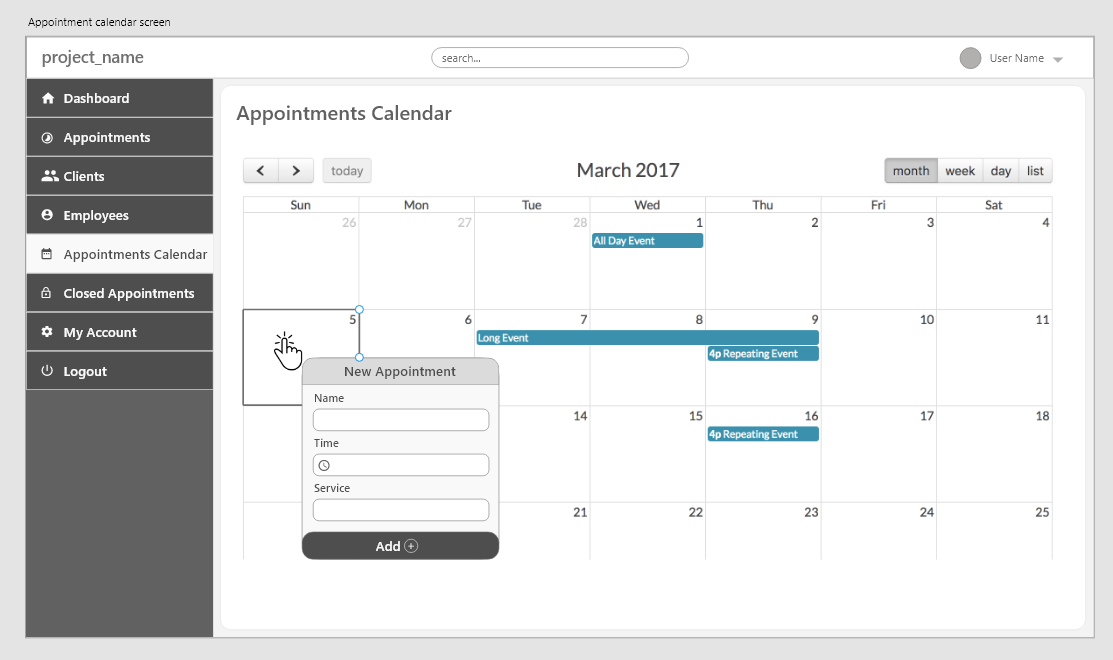 Appointment calendar screen
project_name
search...
User Name
Dashboard
Appointments
Clients
Employees
Appointments Calendar
Closed Appointments
My Account
Logout
Appointments Calendar
today
March 2017
month week day list
Sun Mon Tue Wed Thu Fri Sat
26 27 28 1 2 3 4
All Day Event
5 6 7 8 9 10 11
Long Event
4p Repeating Event
14 15 16 17 18
4p Repeating Event
21 22 23 24 25
New Appointment
Name
Time
Service
Add